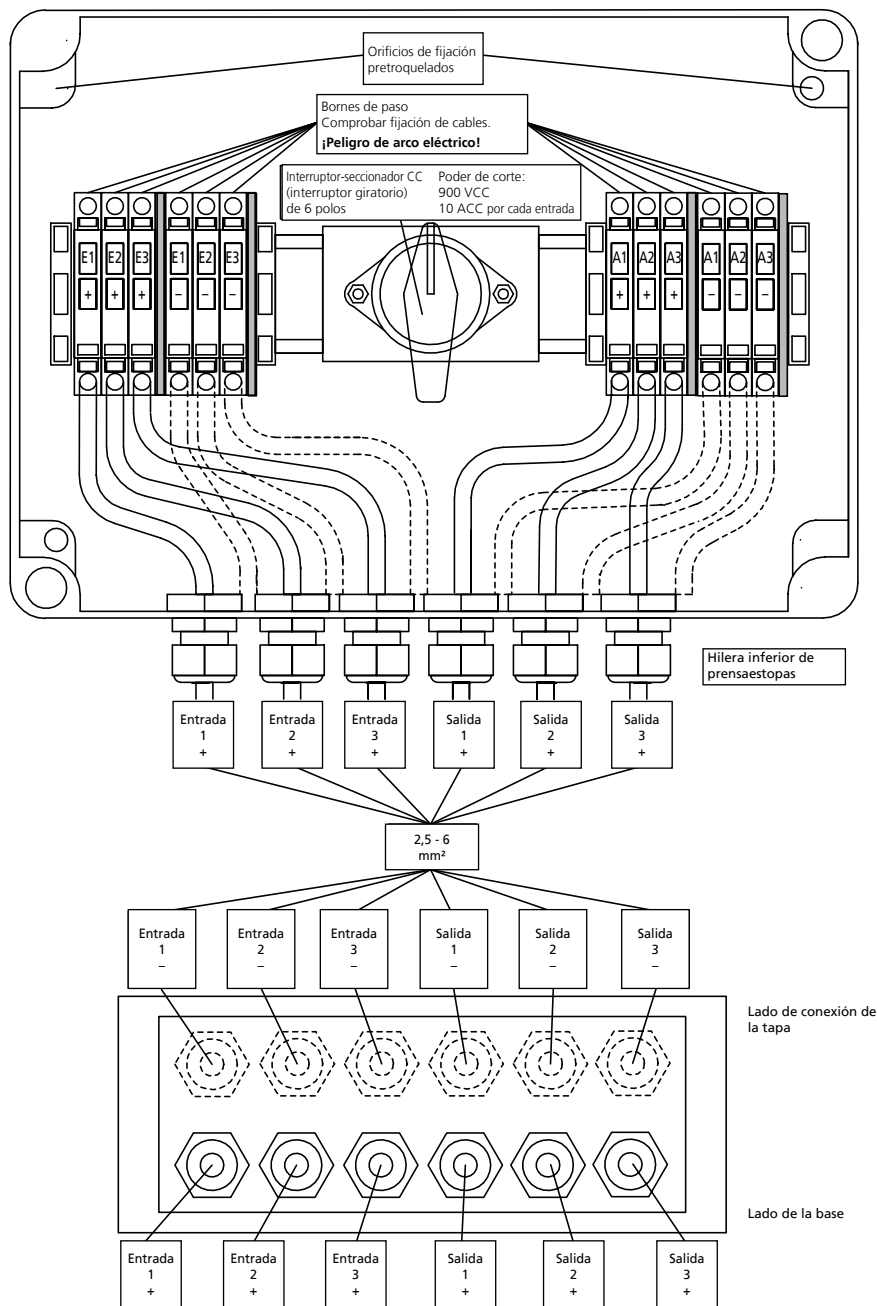 Orificios de fijación
pretroquelados
Bornes de paso
Comprobar fijación de cables.
¡Peligro de arco eléctrico!
Interruptor-seccionador CC
(interruptor giratorio)
de 6 polos
Poder de corte:
900 VCC
10 ACC por cada entrada
E1 E2 E3 E1 E2 E3
+ + + – – –
A1 A2 A3 A1 A2 A3
+ + + – – –
Hilera inferior de
prensaestopas
Entrada
1
+
Entrada
2
+
Entrada
3
+
Salida
1
+
Salida
2
+
Salida
3
+
2,5 - 6
mm²
Entrada
1
–
Entrada
2
–
Entrada
3
–
Salida
1
–
Salida
2
–
Salida
3
–
Lado de conexión de
la tapa
Lado de la base
Entrada
1
+
Entrada
2
+
Entrada
3
+
Salida
1
+
Salida
2
+
Salida
3
+